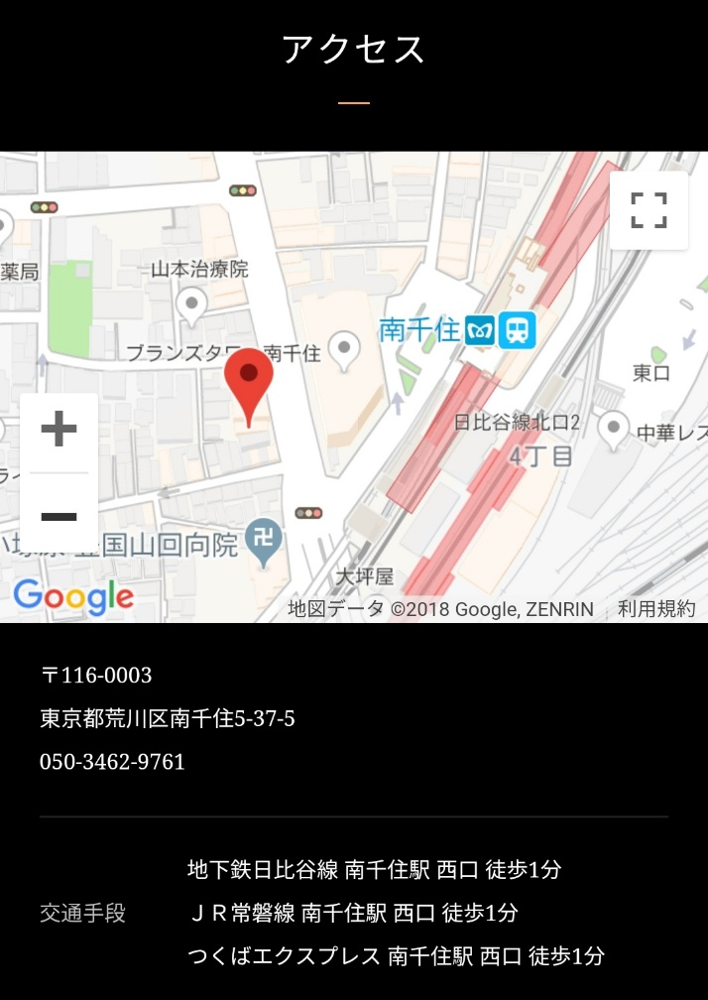 アクセス
薬局
山本治療院
南千住
ブランズタワ 南千住
東口
日比谷線北口2
中華レス
4丁目
国山回向院
大坪屋
Google
地図データ ©2018 Google, ZENRIN 利用規約
〒116-0003
東京都荒川区南千住5-37-5
050-3462-9761
地下鉄日比谷線 南千住駅 西口 徒歩1分
交通手段
ＪＲ常磐線 南千住駅 西口 徒歩1分
つくばエクスプレス 南千住駅 西口 徒歩1分